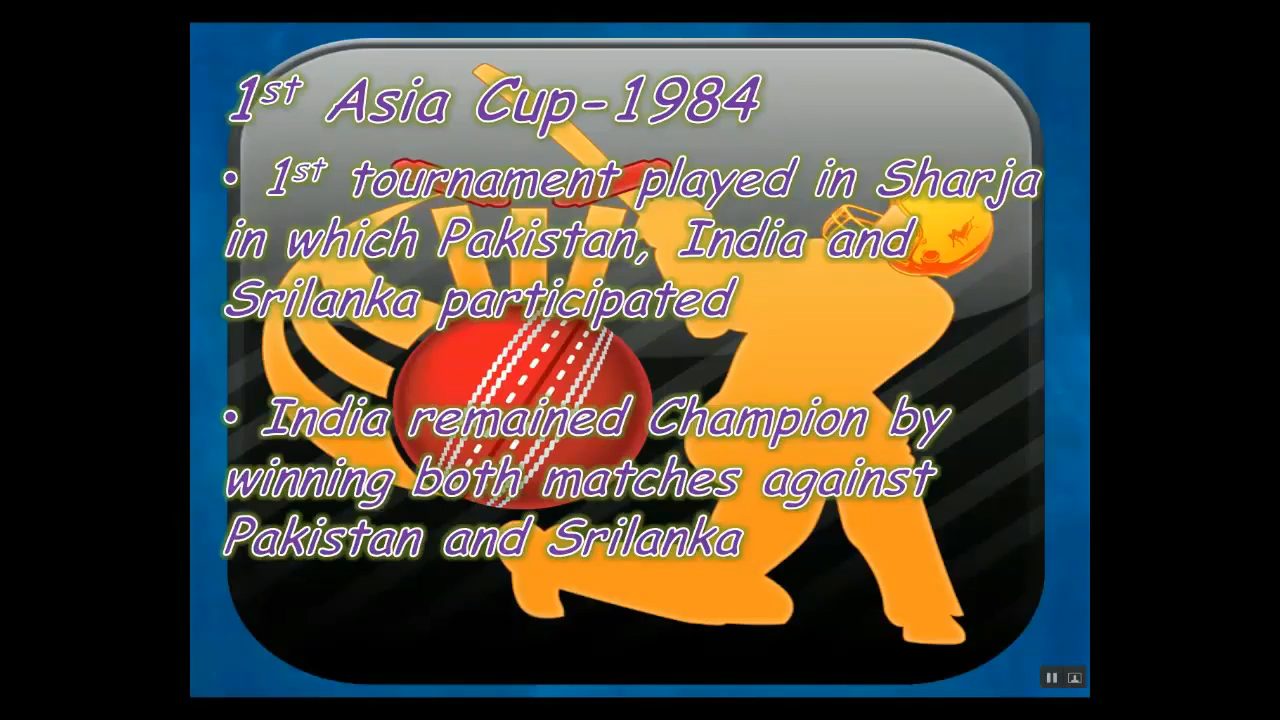 1st Asia Cup-1984
• 1st tournament played in Sharja
in which Pakistan, India and
Srilanka participated
• India remained Champion by
winning both matches against
Pakistan and Srilanka